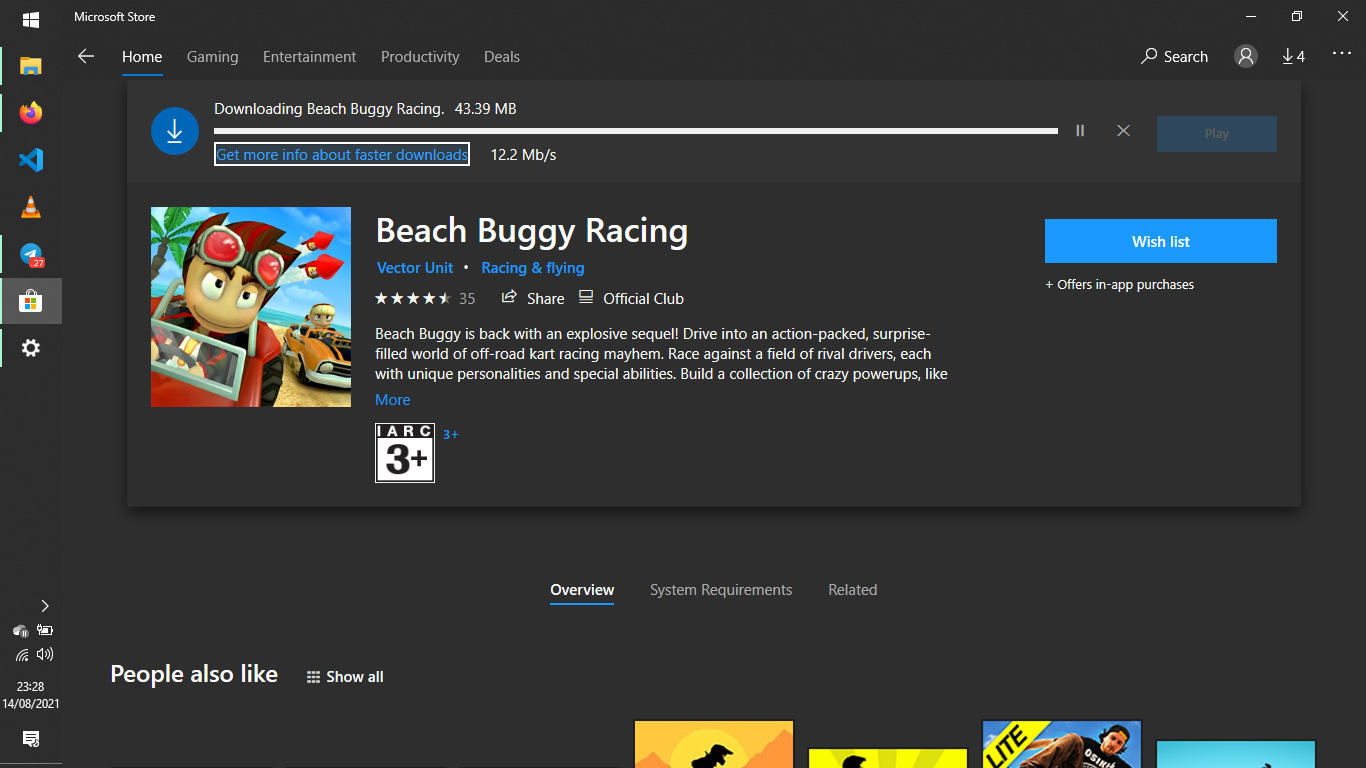 Microsoft Store
Home Gaming Entertainment Productivity Deals
Search
4
Downloading Beach Buggy Racing. 43.39 MB
Get more info about faster downloads 12.2 Mb/s
Play
Beach Buggy Racing
Vector Unit • Racing & flying
35 Share Official Club
Wish list
+ Offers in-app purchases
Beach Buggy is back with an explosive sequel! Drive into an action-packed, surprise-
filled world of off-road kart racing mayhem. Race against a field of rival drivers, each
with unique personalities and special abilities. Build a collection of crazy powerups, like
More
IARC
3+
3+
Overview System Requirements Related
People also like Show all
LITE
27
23:28
14/08/2021